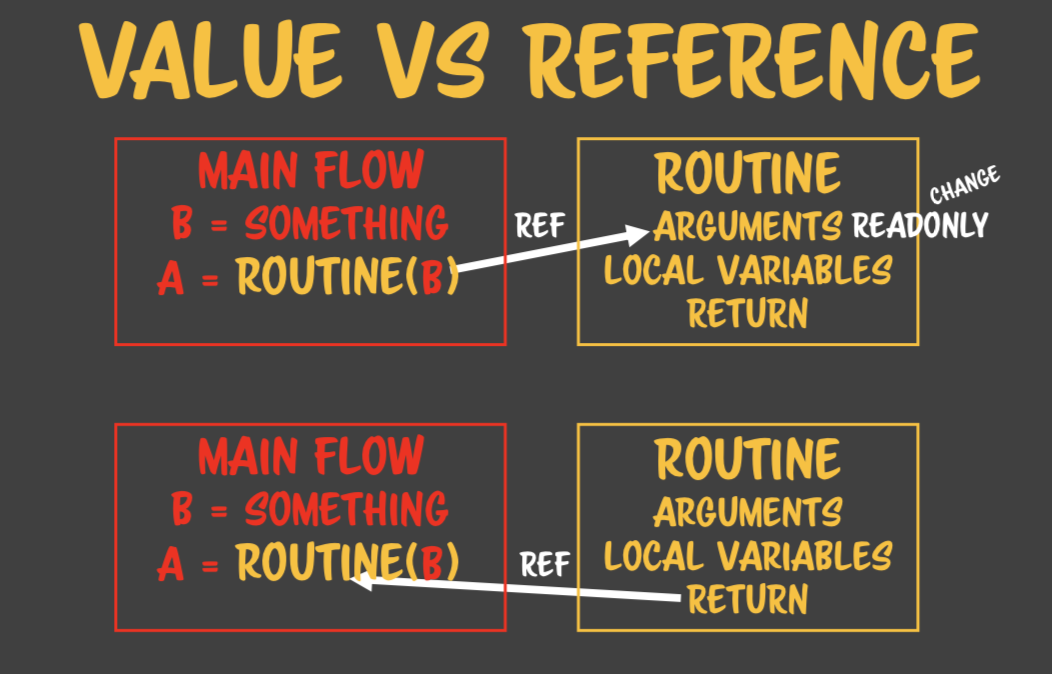 VALUE VS REFERENCE
MAIN FLOW
B = SOMETHING
A = ROUTINE(B)
REF
ROUTINE
ARGUMENTS READONLY
CHANGE
LOCAL VARIABLES
RETURN
MAIN FLOW
B = SOMETHING
A = ROUTINE(B)
REF
ROUTINE
ARGUMENTS
LOCAL VARIABLES
RETURN